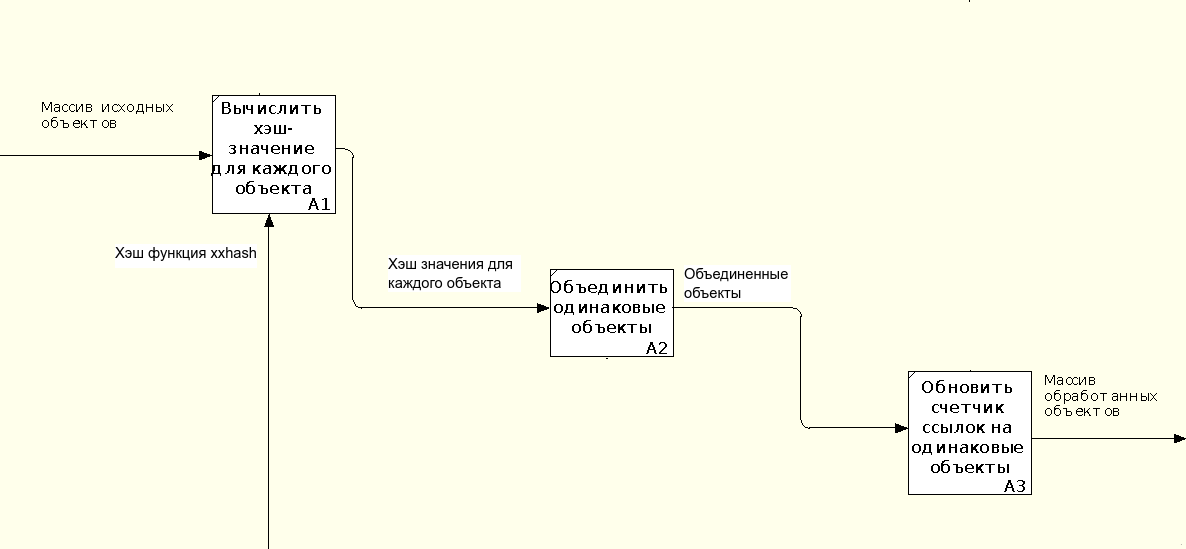 Массив исходных
объектов
Вычислить
хэш-
значение
для каждого
объекта
A1
Хэш функция xxhash
Хэш значения для
каждого объекта
Объединить
одинаковые
объекты
A2
Объединенные
объекты
Обновить
счетчик
ссылок на
одинаковые
объекты
A3
Массив
обработанных
объектов